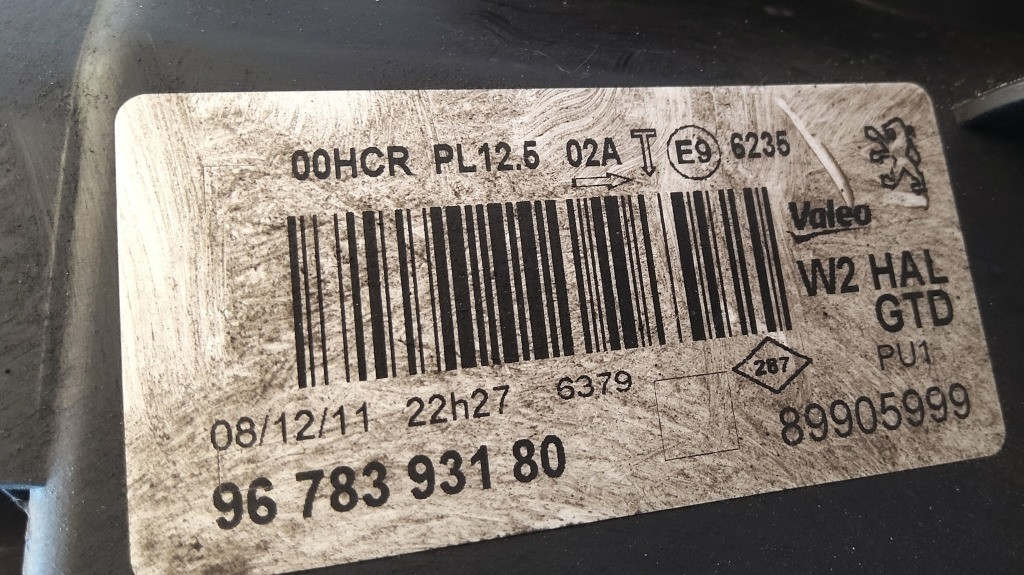 00HCR PL12.5 02A E9 6235
Valeo
W2 HAL
GTD
PU1
287
08/12/11 22h27 6379
89905999
96 783 931 80